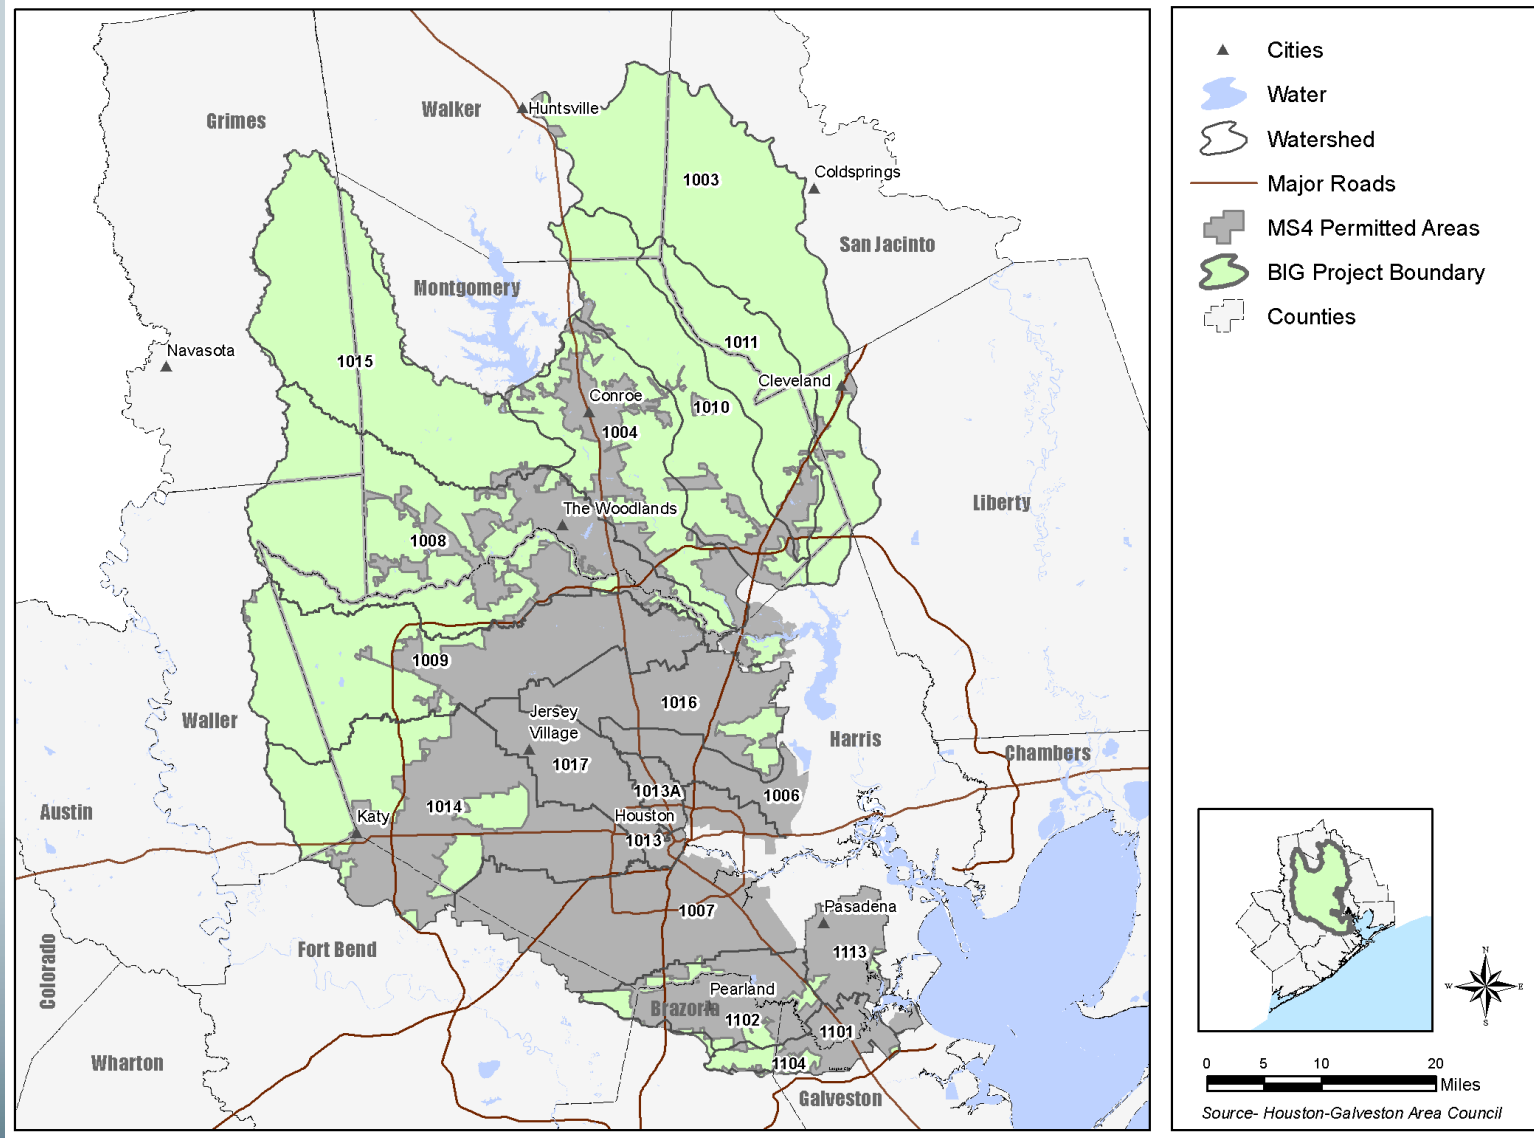 Huntsville
Walker
Grimes
1003
Coldsprings
San Jacinto
Montgomery
Navasota
1015
1011
Cleveland
Conroe
1010
1004
The Woodlands
Liberty
1008
1009
1016
Waller
Jersey
Village
Harris
Chambers
1017
1013A
1006
Austin
1014
Katy
Houston
1013
1007
Pasadena
Fort Bend
1113
Colorado
Pearland
Brazoria
1102
1101
Wharton
1104
Galveston
Cities
Water
Watershed
Major Roads
MS4 Permitted Areas
BIG Project Boundary
Counties
N
W
E
S
0 5 10 20
Miles
Source- Houston-Galveston Area Council